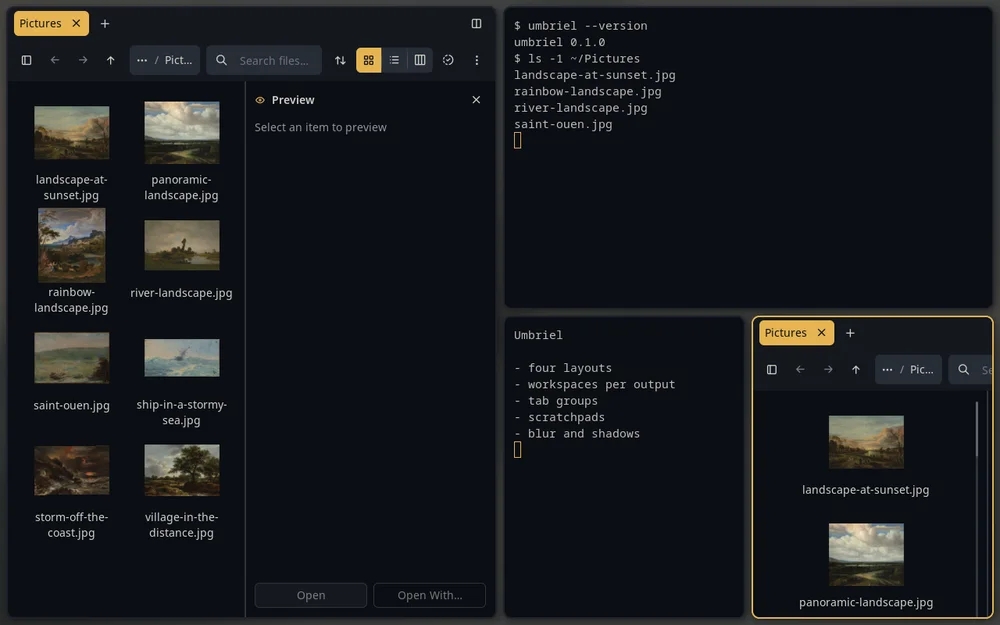 Pictures
··· / Pict...
Search files...
Preview
Select an item to preview
landscape-at-
sunset.jpg
panoramic-
landscape.jpg
rainbow-
landscape.jpg
river-landscape.jpg
saint-ouen.jpg
ship-in-a-stormy-
sea.jpg
storm-off-the-
coast.jpg
village-in-the-
distance.jpg
Open
Open With...
$ umbriel --version
umbriel 0.1.0
$ ls -1 ~/Pictures
landscape-at-sunset.jpg
rainbow-landscape.jpg
river-landscape.jpg
saint-ouen.jpg
Umbriel
- four layouts
- workspaces per output
- tab groups
- scratchpads
- blur and shadows
Pictures
··· / Pic...
Se
landscape-at-sunset.jpg
panoramic-landscape.jpg